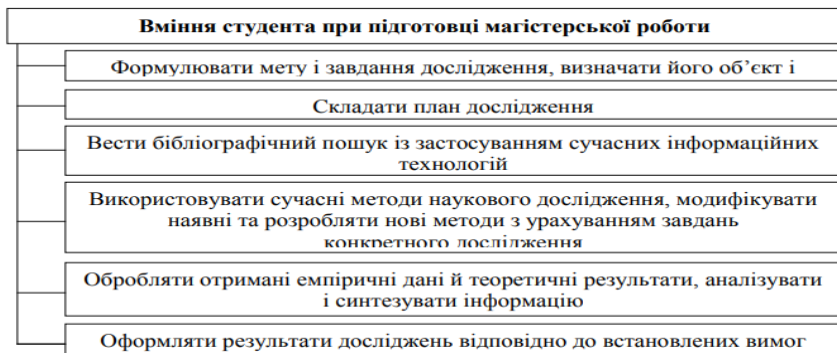 Вміння студента при підготовці магістерської роботи
Формулювати мету і завдання дослідження, визначати його об’єкт і
Складати план дослідження
Вести бібліографічний пошук із застосуванням сучасних інформаційних
технологій
Використовувати сучасні методи наукового дослідження, модифікувати
наявні та розробляти нові методи з урахуванням завдань
конкретного дослідження
Обробляти отримані емпіричні дані й теоретичні результати, аналізувати
і синтезувати інформацію
Оформляти результати досліджень відповідно до встановлених вимог